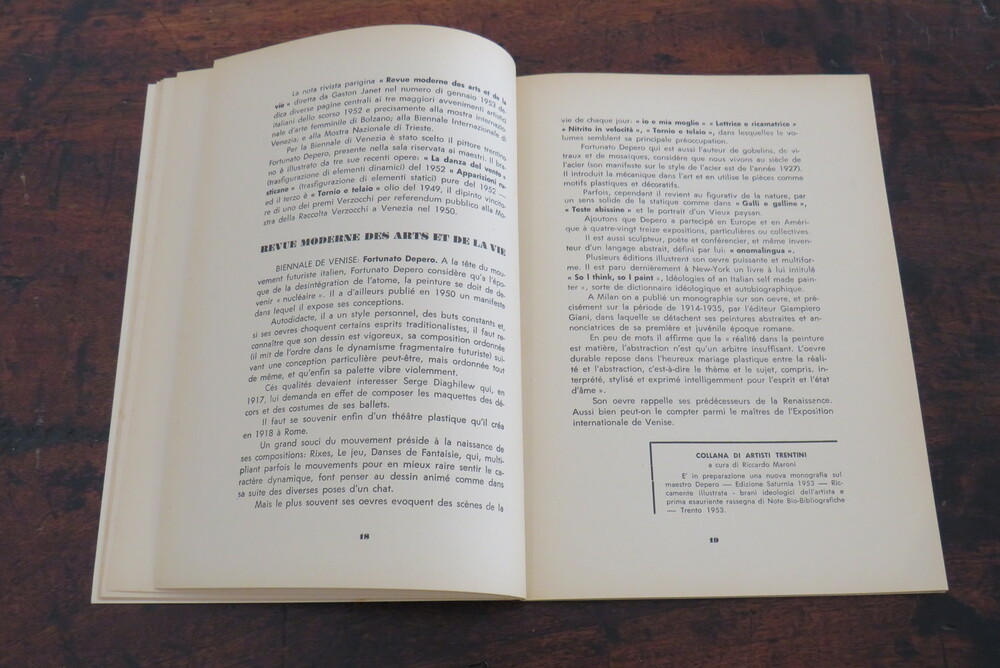 La nota rivista parigina « Revue moderne des arts et de la
vie » diretta da Gaston Janet nel numero di gennaio 1953 de-
dica diverse pagine centrali ai tre maggiori avvenimenti artistici
italiani dello scorso 1952 e precisamente alla mostra internazio-
nale d'arte femminile di Bolzano; alla Biennale Internazionale di
Venezia; e alla Mostra Nazionale di Trieste.
Per la Biennale di Venezia è stato scelto il pittore trentino
Fortunato Depero, presente nella sala riservata ai maestri. Il bra-
no è illustrato da tre sue recenti opere: « La danza del vento »
(trasfigurazione di elementi dinamici) del 1952 « Apparizioni ru-
sticane » (trasfigurazione di elementi statici) pure del 1952 —
ed il terzo è « Tornio e telaio » olio del 1949, il dipinto vincito-
re di uno dei premi Verzocchi per referendum pubblico alla Mo-
stra della Raccolta Verzocchi a Venezia nel 1950.
REVUE MODERNE DES ARTS ET DE LA VIE
BIENNALE DE VENISE: Fortunato Depero. A la tête du mou-
vement futuriste italien, Fortunato Depero considère qu'a l'épo-
que de la desintégration de l'atome, la peinture se doit de de-
venir « nucléaire ». Il a d'ailleurs publié en 1950 un manifeste
dans lequel il expose ses conceptions.
Autodidacte, il a un style personnel, des buts constants et,
si ses oevres choquent certains esprits traditionalistes, il faut re-
connaître que son dessin est vigoreux, sa composition ordonnée
(il mit de l'ordre dans le dynamisme fragmentaire futuriste) sui-
vant une conception particulière peut-être, mais ordonnée tout
de même, et qu'enfin sa palette vibre violemment.
Cés qualités devaient interesser Serge Diaghilew qui, en
1917, lui demanda en effet de composer les maquettes des dé-
cors et des costumes de ses ballets.
Il faut se souvenir enfin d'un théâtre plastique qu'il créa
en 1918 à Rome.
Un grand souci du mouvement préside à la naissance de
ses compositions: Rixes, Le jeu, Danses de Fantaisie, qui, multi-
pliant parfois le mouvements pour en mieux raire sentir le ca-
ractère dynamique, font penser au dessin animé comme dans
sa suite des diverses poses d'un chat.
Mais le plus souvent ses oevres evoquent des scènes de la
18
vie de chaque jour: « io e mia moglie » « Lettrice e ricamatrice »
« Nitrito in velocità », « Tornio e telaio », dans lesquelles le vo-
lumes semblent sa principale préoccupation.
Fortunato Depero qui est aussi l'auteur de gobelins, de vi-
traux et de mosaïques, considère que nous vivons au siècle de
l'acier (son manifeste sur le style de l'acier est de l'année 1927).
Il introduit la mécanique dans l'art et en utilise le pièces comme
motifs plastiques et décoratifs.
Parfois, cependant il revient au figurativ de la nature, par
un sens solide de la statique comme dans « Galli e galline »,
« Teste abissine » et le portrait d'un Vieux paysan.
Ajoutons que Depero a partecipé en Europe et en Améri-
que à quatre-vingt treize expositions, particulières ou collectives.
Il est aussi sculpteur, poète et conférencier, et même inven-
teur d'un langage abstrait, défini par lui: « onomalingua ».
Plusieurs éditions illustrent son oevre puissante et multifor-
me. Il est paru dernièrement à New-York un livre à lui intitulé
« So I think, so I paint », Idéologies of an Italian self made pain-
ter », sorte de dictionnaire idéologique et autobiographique.
A Milan on a publié un monographie sur son oevre, et pré-
cisément sur la période de 1914-1935, par l'éditeur Giampiero
Giani, dans laquelle se détachent ses peintures abstraites et an-
nonciatrices de sa première et juvénile époque romane.
En peu de mots il affirme que la « réalité dans la peinture
est matière, l'abstraction n'est qu'un arbitre insuffisant. L'oevre
durable repose dans l'heureux mariage plastique entre la réali-
té et l'abstraction, c'est-à-dire le thème et le sujet, compris, in-
terprété, stylisé et exprimé intelligemment pour l'esprit et l'état
d'âme ».
Son oevre rappelle ses prédécesseurs de la Renaissence.
Aussi bien peut-on le compter parmi le maîtres de l'Exposition
internationale de Venise.
COLLANA DI ARTISTI TRENTINI
a cura di Riccardo Maroni
E' in preparazione una nuova monografia sul
maestro Depero — Edizione Saturnia 1953 — Ric-
camente illustrata - brani ideologici dell'artista e
prima esauriente rassegna di Note Bio-Bibliografiche
— Trento 1953.
19